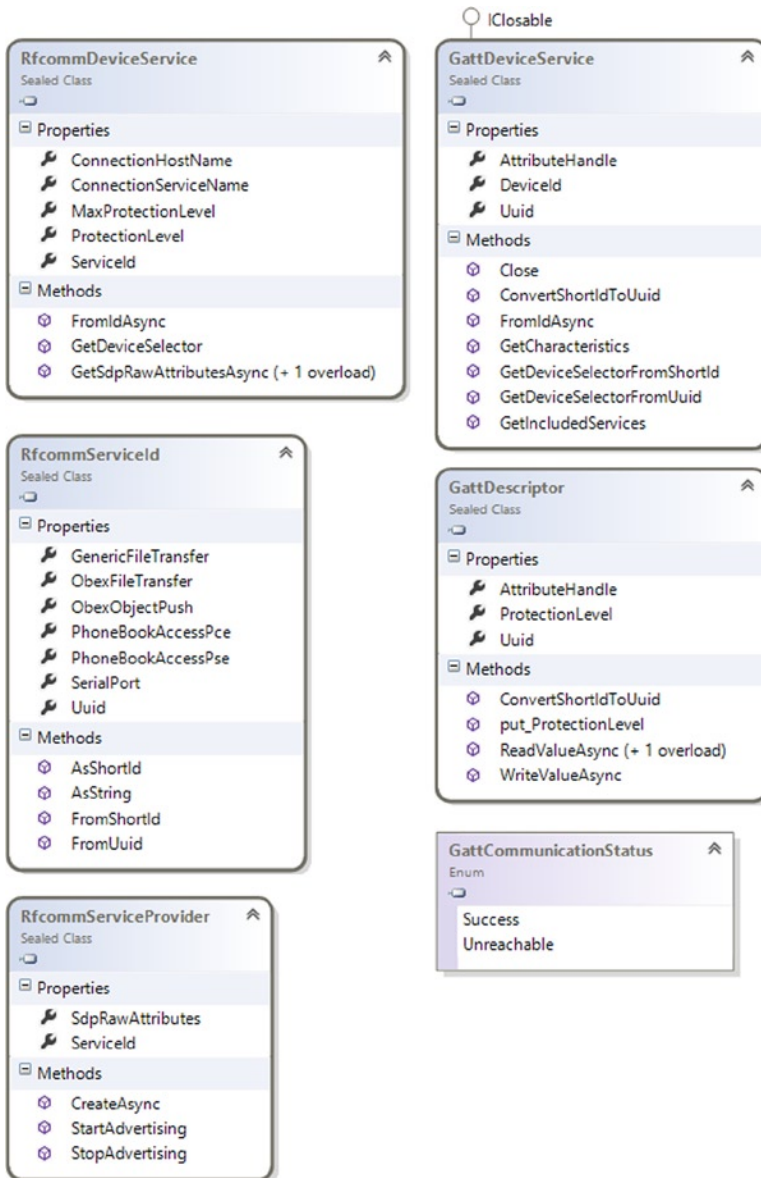 RfcommDeviceService
Sealed Class
Properties
ConnectionHostName
ConnectionServiceName
MaxProtectionLevel
ProtectionLevel
ServiceId
Methods
FromIdAsync
GetDeviceSelector
GetSdpRawAttributesAsync (+ 1 overload)
RfcommServiceId
Sealed Class
Properties
GenericFileTransfer
ObexFileTransfer
ObexObjectPush
PhoneBookAccessPce
PhoneBookAccessPse
SerialPort
Uuid
Methods
AsShortId
AsString
FromShortId
FromUuid
RfcommServiceProvider
Sealed Class
Properties
SdpRawAttributes
ServiceId
Methods
CreateAsync
StartAdvertising
StopAdvertising
IClosable
GattDeviceService
Sealed Class
Properties
AttributeHandle
DeviceId
Uuid
Methods
Close
ConvertShortIdToUuid
FromIdAsync
GetCharacteristics
GetDeviceSelectorFromShortId
GetDeviceSelectorFromUuid
GetIncludedServices
GattDescriptor
Sealed Class
Properties
AttributeHandle
ProtectionLevel
Uuid
Methods
ConvertShortIdToUuid
put_ProtectionLevel
ReadValueAsync (+ 1 overload)
WriteValueAsync
GattCommunicationStatus
Enum
Success
Unreachable